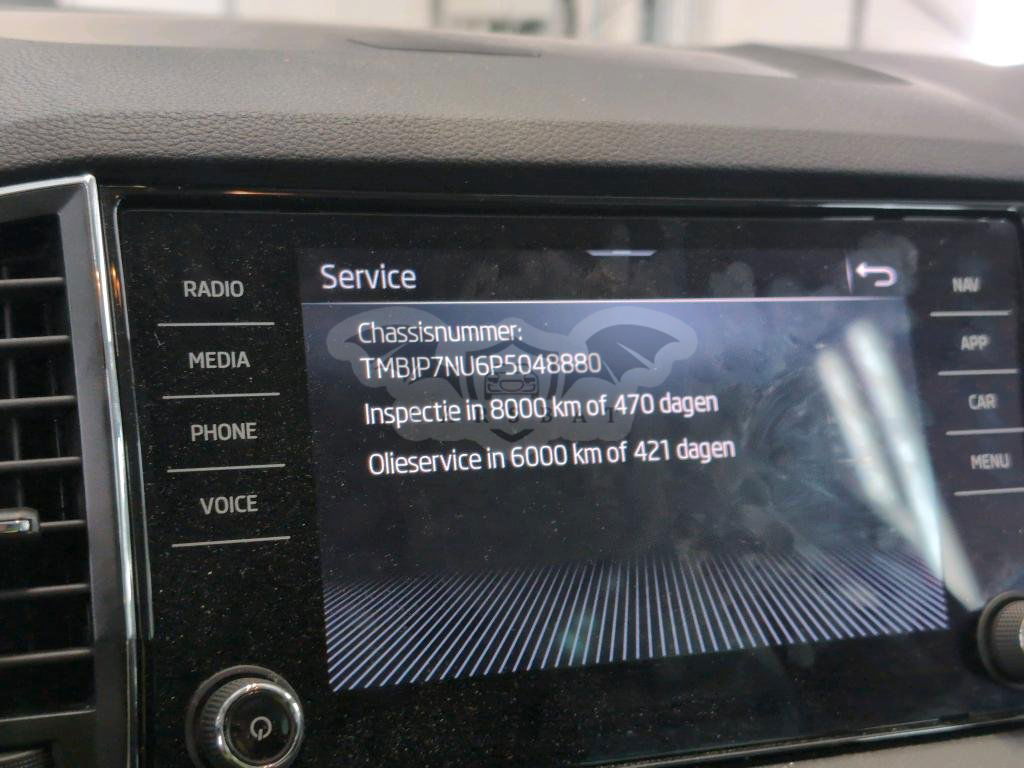 Service
RADIO
MEDIA
PHONE
VOICE
Chassisnummer:
TMBJP7NU6P5048880
Inspectie in 8000 km of 470 dagen
Olieservice in 6000 km of 421 dagen
NAV
APP
CAR
MENU